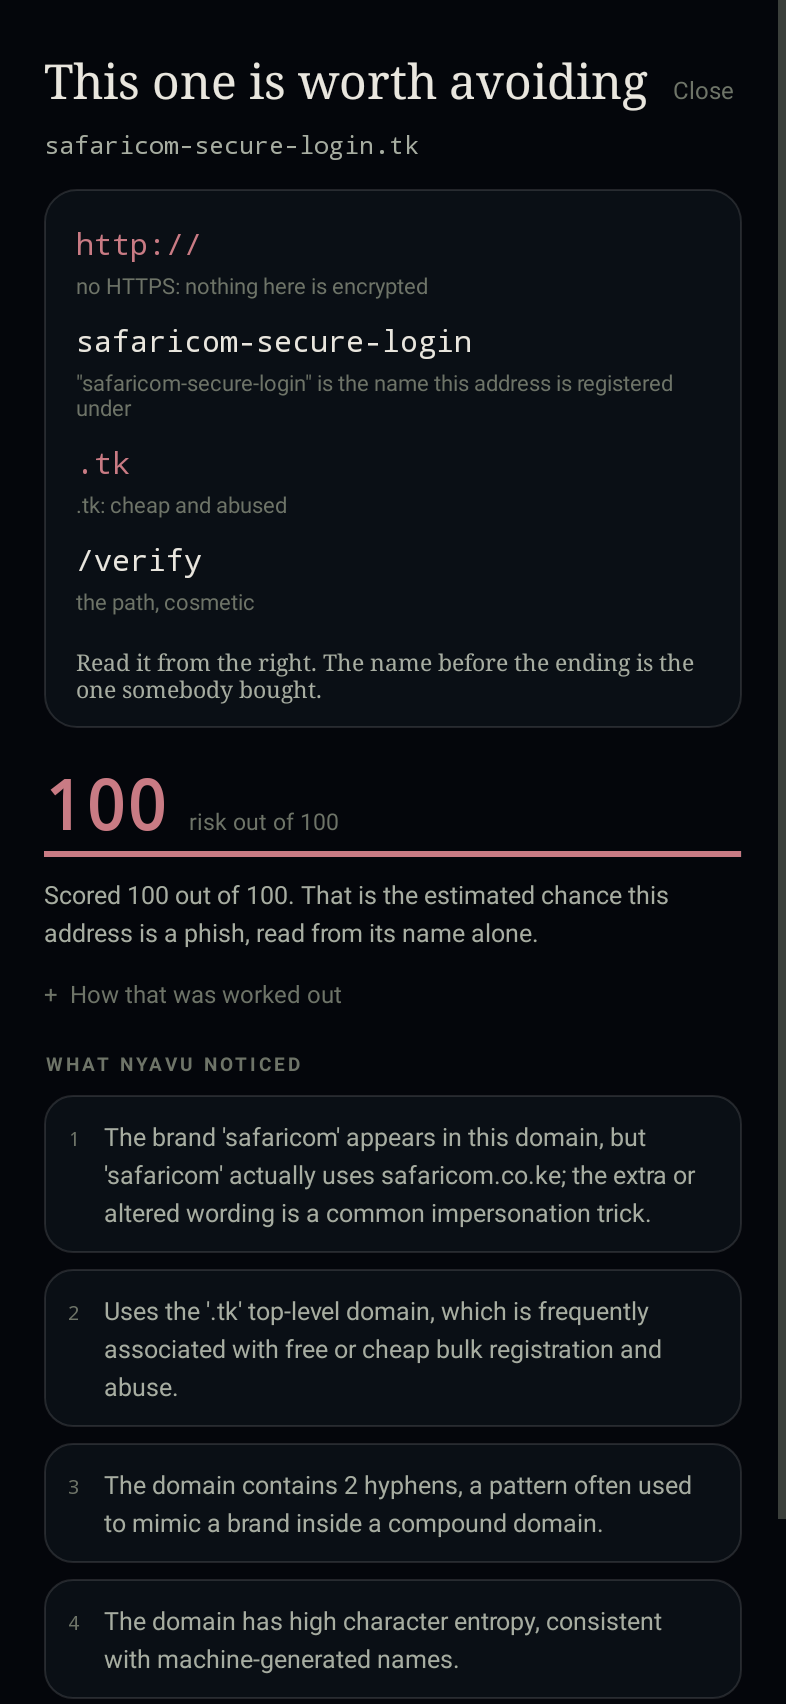 This one is worth avoiding Close
safaricom-secure-login.tk
http://
no HTTPS: nothing here is encrypted
safaricom-secure-login
"safaricom-secure-login" is the name this address is registered
under
.tk
.tk: cheap and abused
/verify
the path, cosmetic
Read it from the right. The name before the ending is the
one somebody bought.
100 risk out of 100
Scored 100 out of 100. That is the estimated chance this
address is a phish, read from its name alone.
+ How that was worked out
WHAT NYAVU NOTICED
1 The brand 'safaricom' appears in this domain, but
'safaricom' actually uses safaricom.co.ke; the extra or
altered wording is a common impersonation trick.
2 Uses the '.tk' top-level domain, which is frequently
associated with free or cheap bulk registration and
abuse.
3 The domain contains 2 hyphens, a pattern often used
to mimic a brand inside a compound domain.
4 The domain has high character entropy, consistent
with machine-generated names.